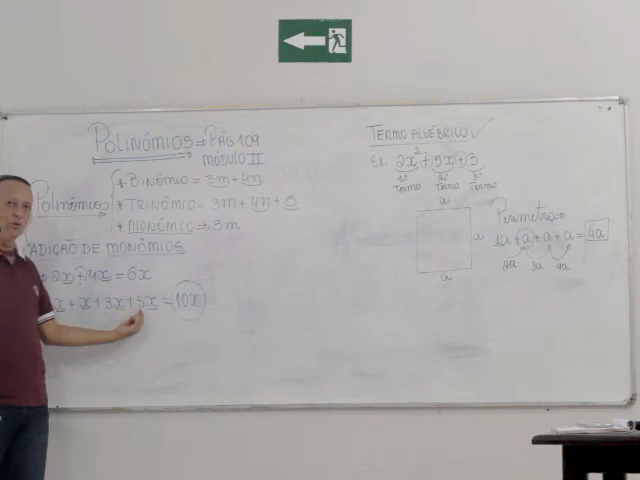 POLINÔMIOS ⇒ PÁG 109
MÓDULO II
POLINÔMIOS
* BINÔMIO = 3m + 4n
* TRINÔMIO = 3m + 4n + 5
* MONÔMIO ⇒ 3m
ADIÇÃO DE MONÔMIOS
2x + 4x = 6x
x + x + 3x + 5x = 10x
TERMO ALGÉBRICO ✓
Ex: 2x² + 5x + 3
1º 2º 3º
Termo Termo Termo
a
a
a
Perímetro ⇒
1a + a + a + a = 4a
2a 3a 4a